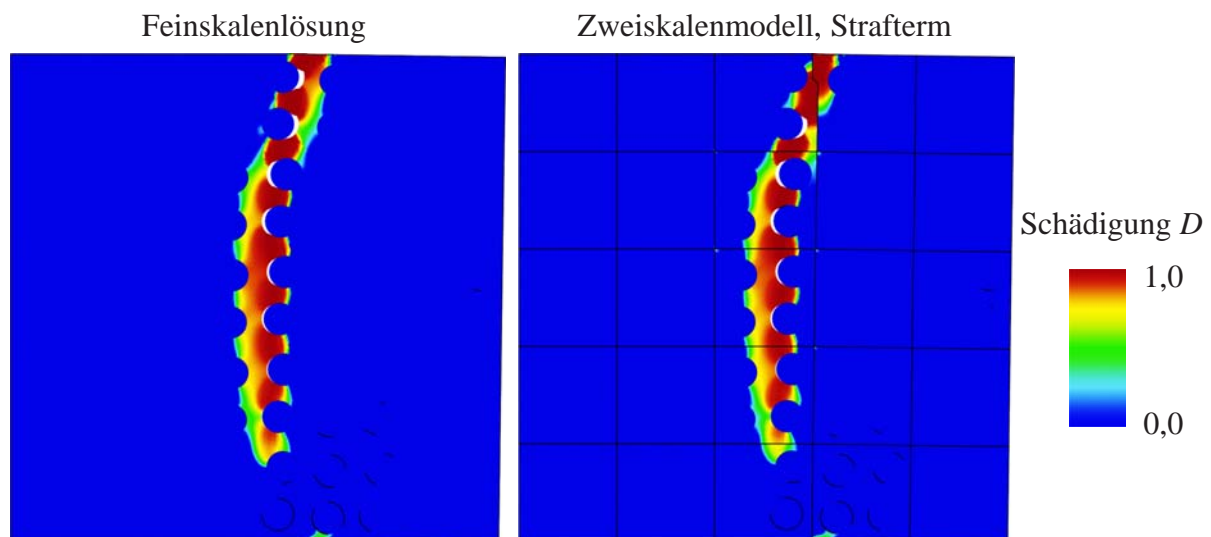 Feinskalenlösung
Zweiskalenmodell, Strafterm
Schädigung D
1,0
0,0